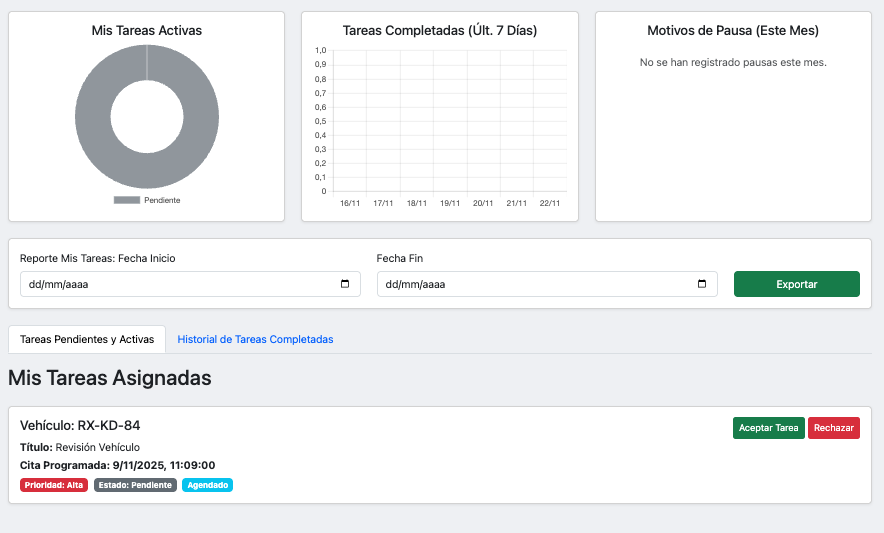 Mis Tareas Activas
Pendiente
Tareas Completadas (Últ. 7 Días)
1,0
0,9
0,8
0,7
0,6
0,5
0,4
0,3
0,2
0,1
0
16/11 17/11 18/11 19/11 20/11 21/11 22/11
Motivos de Pausa (Este Mes)
No se han registrado pausas este mes.
Reporte Mis Tareas: Fecha Inicio
dd/mm/aaaa
Fecha Fin
dd/mm/aaaa
Exportar
Tareas Pendientes y Activas Historial de Tareas Completadas
Mis Tareas Asignadas
Vehículo: RX-KD-84
Aceptar Tarea Rechazar
Título: Revisión Vehículo
Cita Programada: 9/11/2025, 11:09:00
Prioridad: Alta Estado: Pendiente Agendado